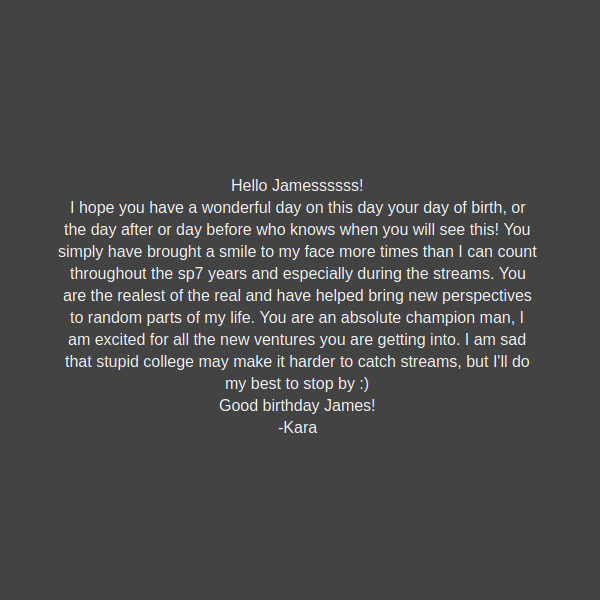 Hello Jamessssss!
I hope you have a wonderful day on this day your day of birth, or
the day after or day before who knows when you will see this! You
simply have brought a smile to my face more times than I can count
throughout the sp7 years and especially during the streams. You
are the realest of the real and have helped bring new perspectives
to random parts of my life. You are an absolute champion man, I
am excited for all the new ventures you are getting into. I am sad
that stupid college may make it harder to catch streams, but I'll do
my best to stop by :)
Good birthday James!
-Kara